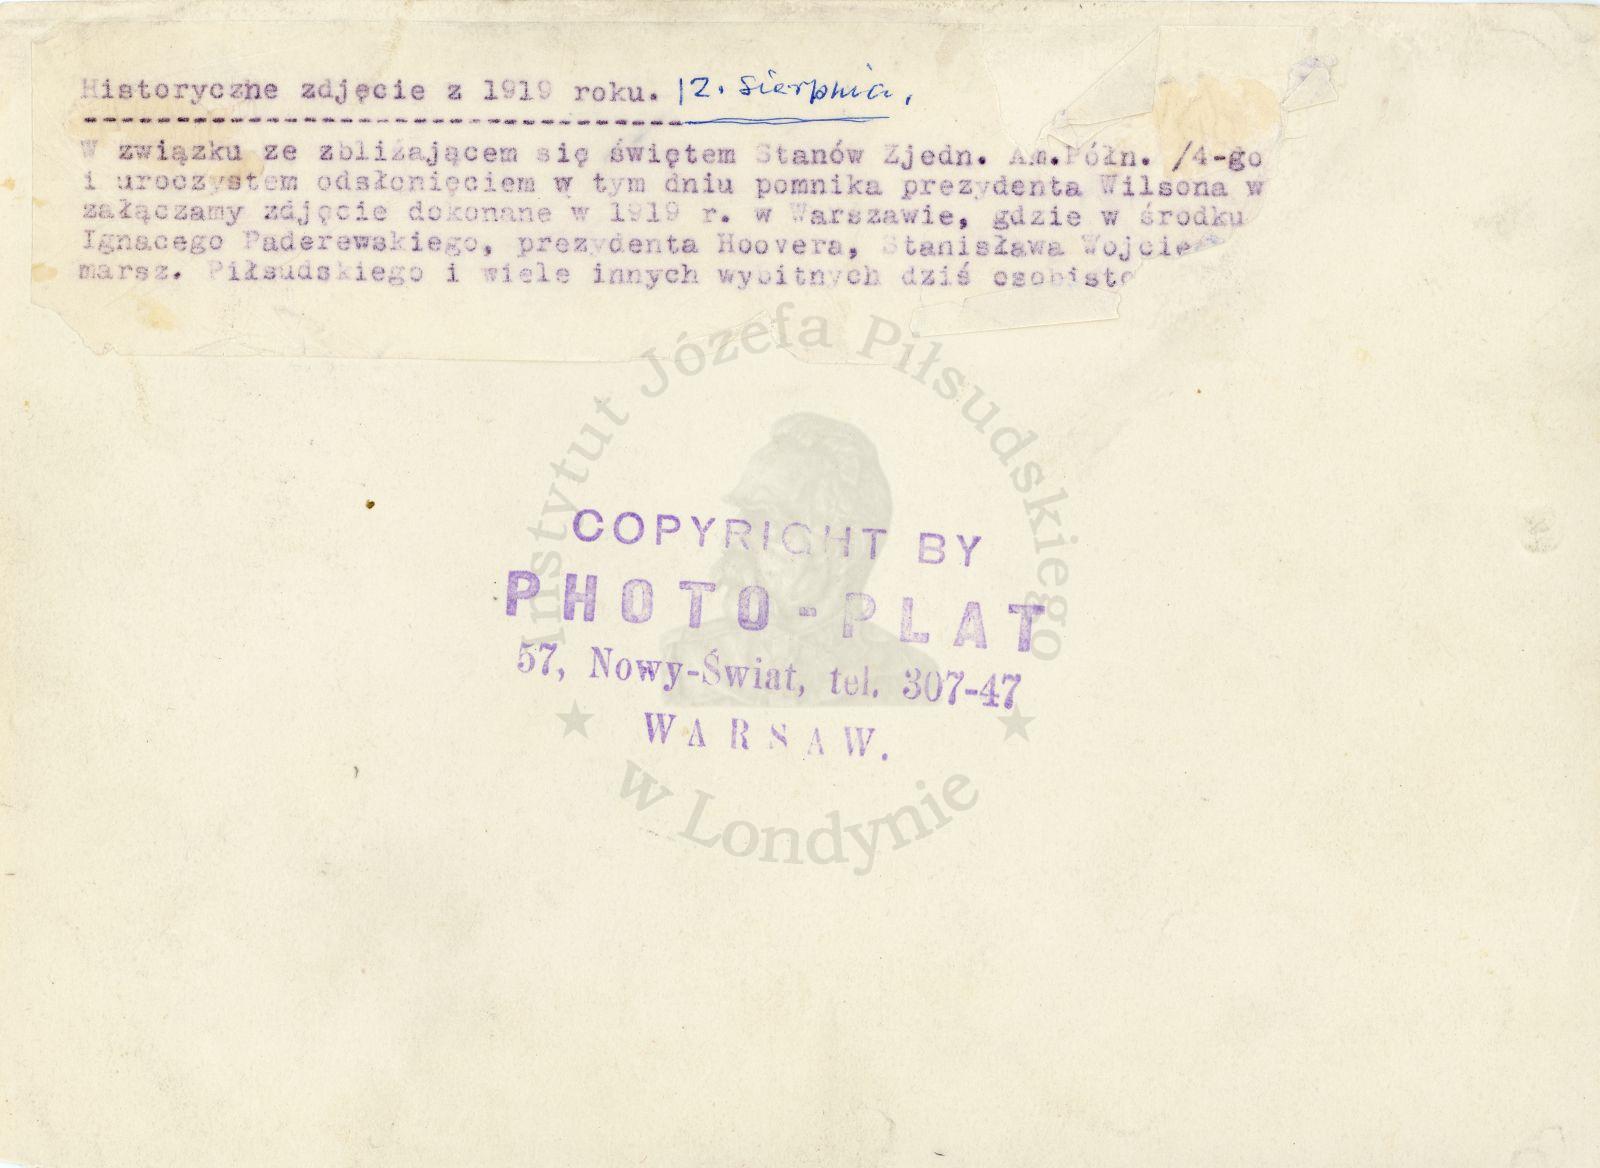 Historyczne zdjęcie z 1919 roku. 12. sierpnia.
W związku ze zbliżającem się świętem Stanów Zjedn. Am.Półn. /4-go
i uroczystem odsłonięciem w tym dniu pomnika prezydenta Wilsona w
załączamy zdjęcie dokonane w 1919 r. w Warszawie, gdzie w środku
Ignacego Paderewskiego, prezydenta Hoovera, Stanisława Wojcie
marsz. Piłsudskiego i wiele innych wybitnych dziś osobisto
Instytut Józefa Piłsudskiego
w Londynie
COPYRIGHT BY
PHOTO-PLAT
57, Nowy-Świat, tel. 307-47
WARSAW.